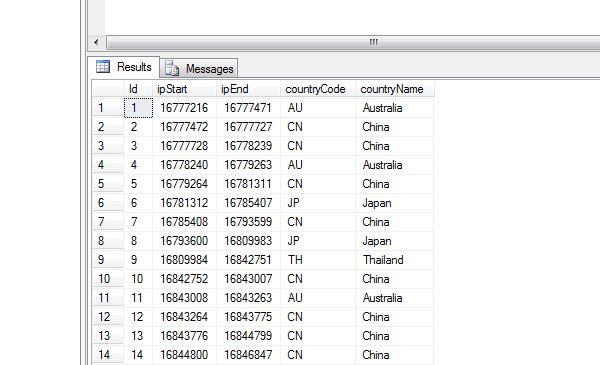 Results Messages
Id ipStart ipEnd countryCode countryName
1 1 16777216 16777471 AU Australia
2 2 16777472 16777727 CN China
3 3 16777728 16778239 CN China
4 4 16778240 16779263 AU Australia
5 5 16779264 16781311 CN China
6 6 16781312 16785407 JP Japan
7 7 16785408 16793599 CN China
8 8 16793600 16809983 JP Japan
9 9 16809984 16842751 TH Thailand
10 10 16842752 16843007 CN China
11 11 16843008 16843263 AU Australia
12 12 16843264 16843775 CN China
13 13 16843776 16844799 CN China
14 14 16844800 16846847 CN China